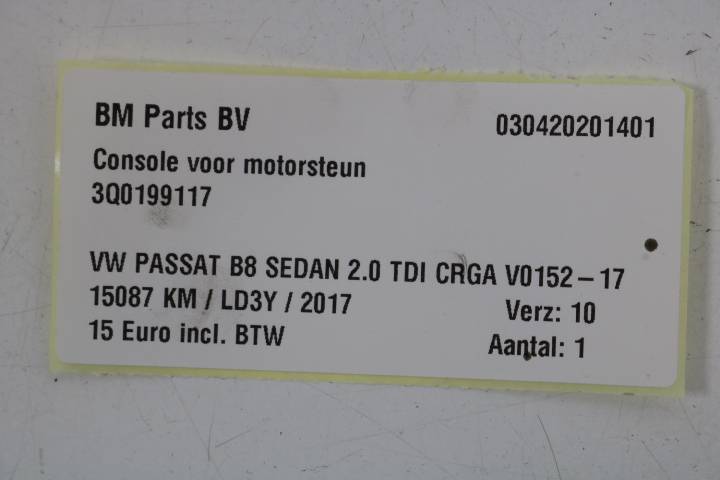 BM Parts BV 030420201401
Console voor motorsteun
3Q0199117
VW PASSAT B8 SEDAN 2.0 TDI CRGA V0152-17
15087 KM / LD3Y / 2017 Verz: 10
15 Euro incl. BTW Aantal: 1